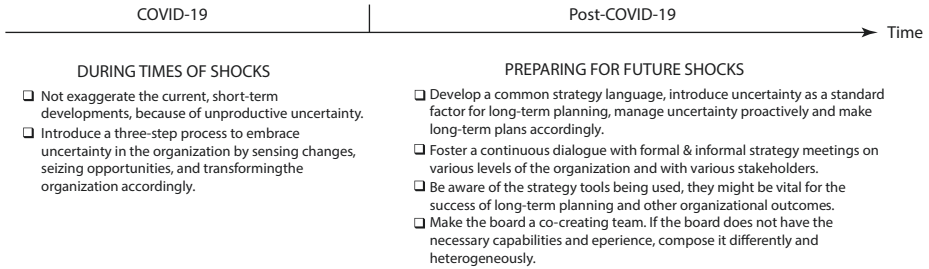 COVID-19
Post-COVID-19
Time
DURING TIMES OF SHOCKS
❑ Not exaggerate the current, short-term
developments, because of unproductive uncertainty.
❑ Introduce a three-step process to embrace
uncertainty in the organization by sensing changes,
seizing opportunities, and transformingthe
organization accordingly.
PREPARING FOR FUTURE SHOCKS
❑ Develop a common strategy language, introduce uncertainty as a standard
factor for long-term planning, manage uncertainty proactively and make
long-term plans accordingly.
❑ Foster a continuous dialogue with formal & informal strategy meetings on
various levels of the organization and with various stakeholders.
❑ Be aware of the strategy tools being used, they might be vital for the
success of long-term planning and other organizational outcomes.
❑ Make the board a co-creating team. If the board does not have the
necessary capabilities and eperience, compose it differently and
heterogeneously.